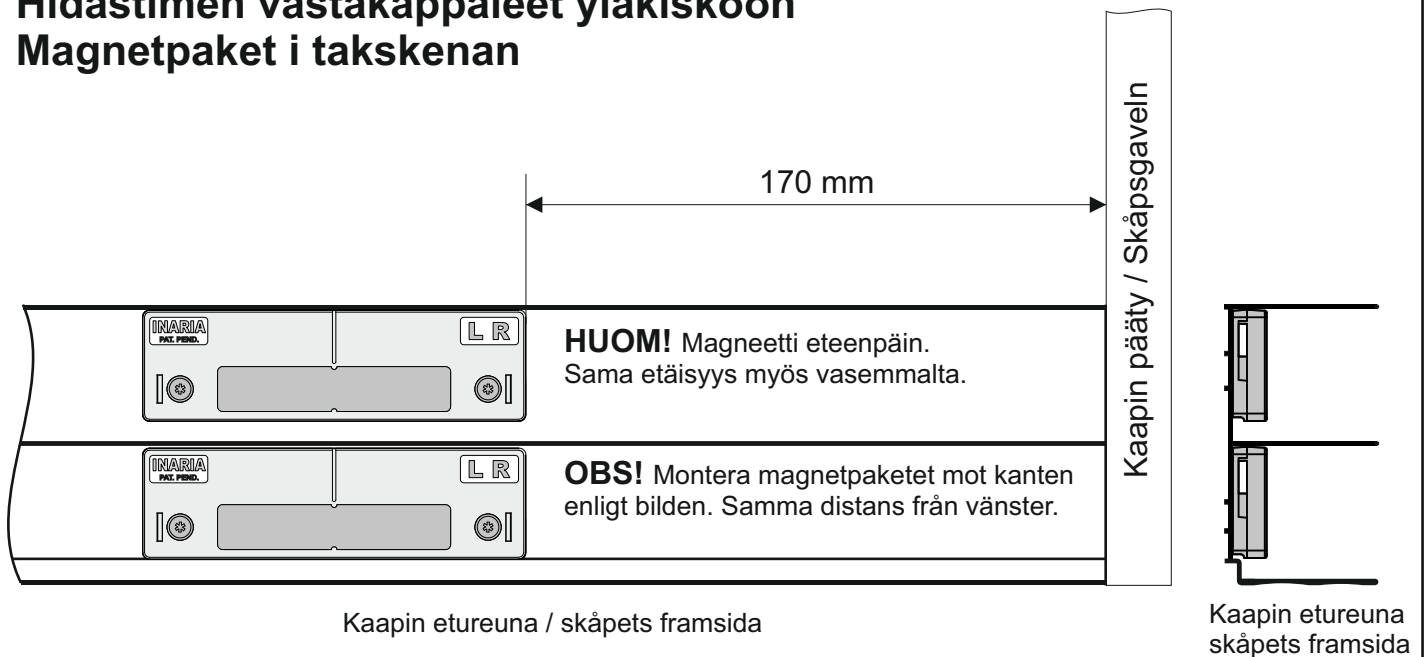 Hidastimen vastakappaleet yläkiskoon
Magnetpaket i takskenan
170 mm
Kaapin pääty / Skåpsgaveln
INARIA
PAT. PEND.
L R
HUOM! Magneetti eteenpäin.
Sama etäisyys myös vasemmalta.
INARIA
PAT. PEND.
L R
OBS! Montera magnetpaketet mot kanten
enligt bilden. Samma distans från vänster.
Kaapin etureuna / skåpets framsida
Kaapin etureuna
skåpets framsida